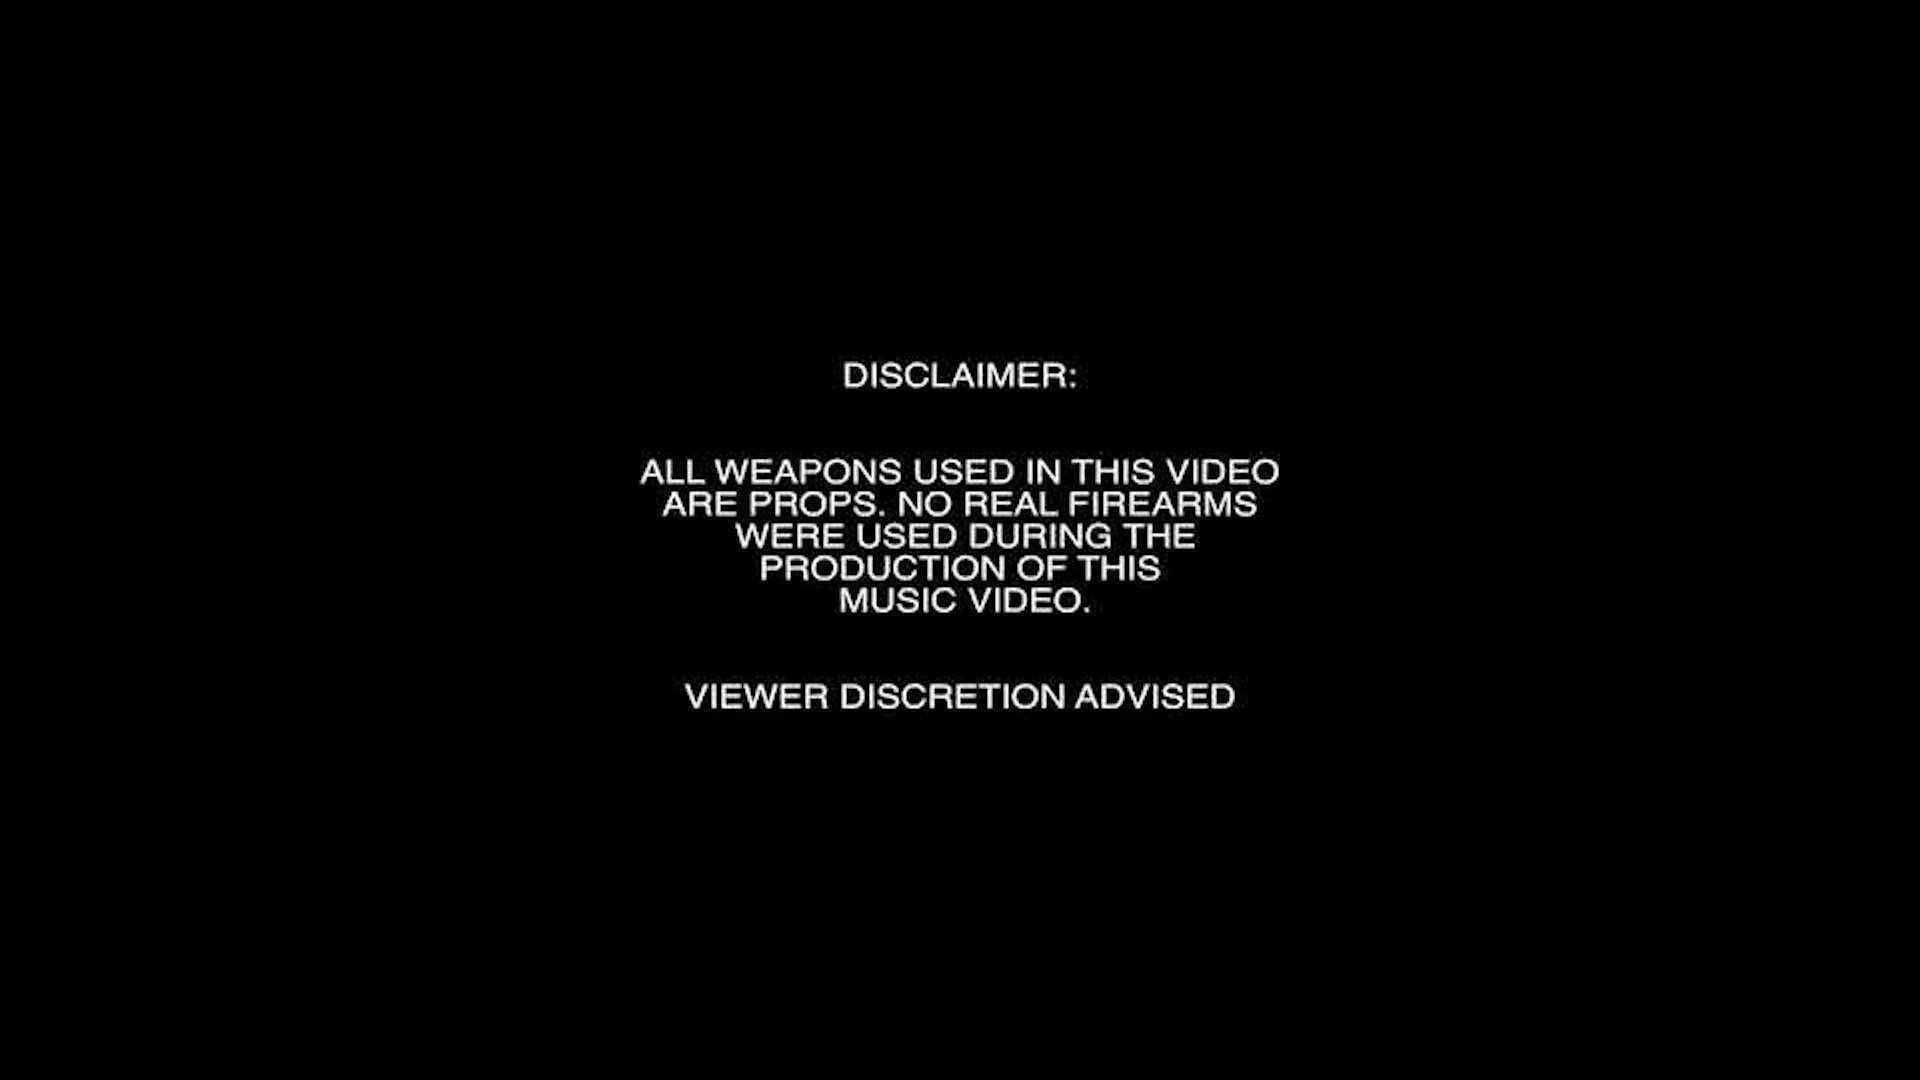 DISCLAIMER:
ALL WEAPONS USED IN THIS VIDEO
ARE PROPS. NO REAL FIREARMS
WERE USED DURING THE
PRODUCTION OF THIS
MUSIC VIDEO.
VIEWER DISCRETION ADVISED